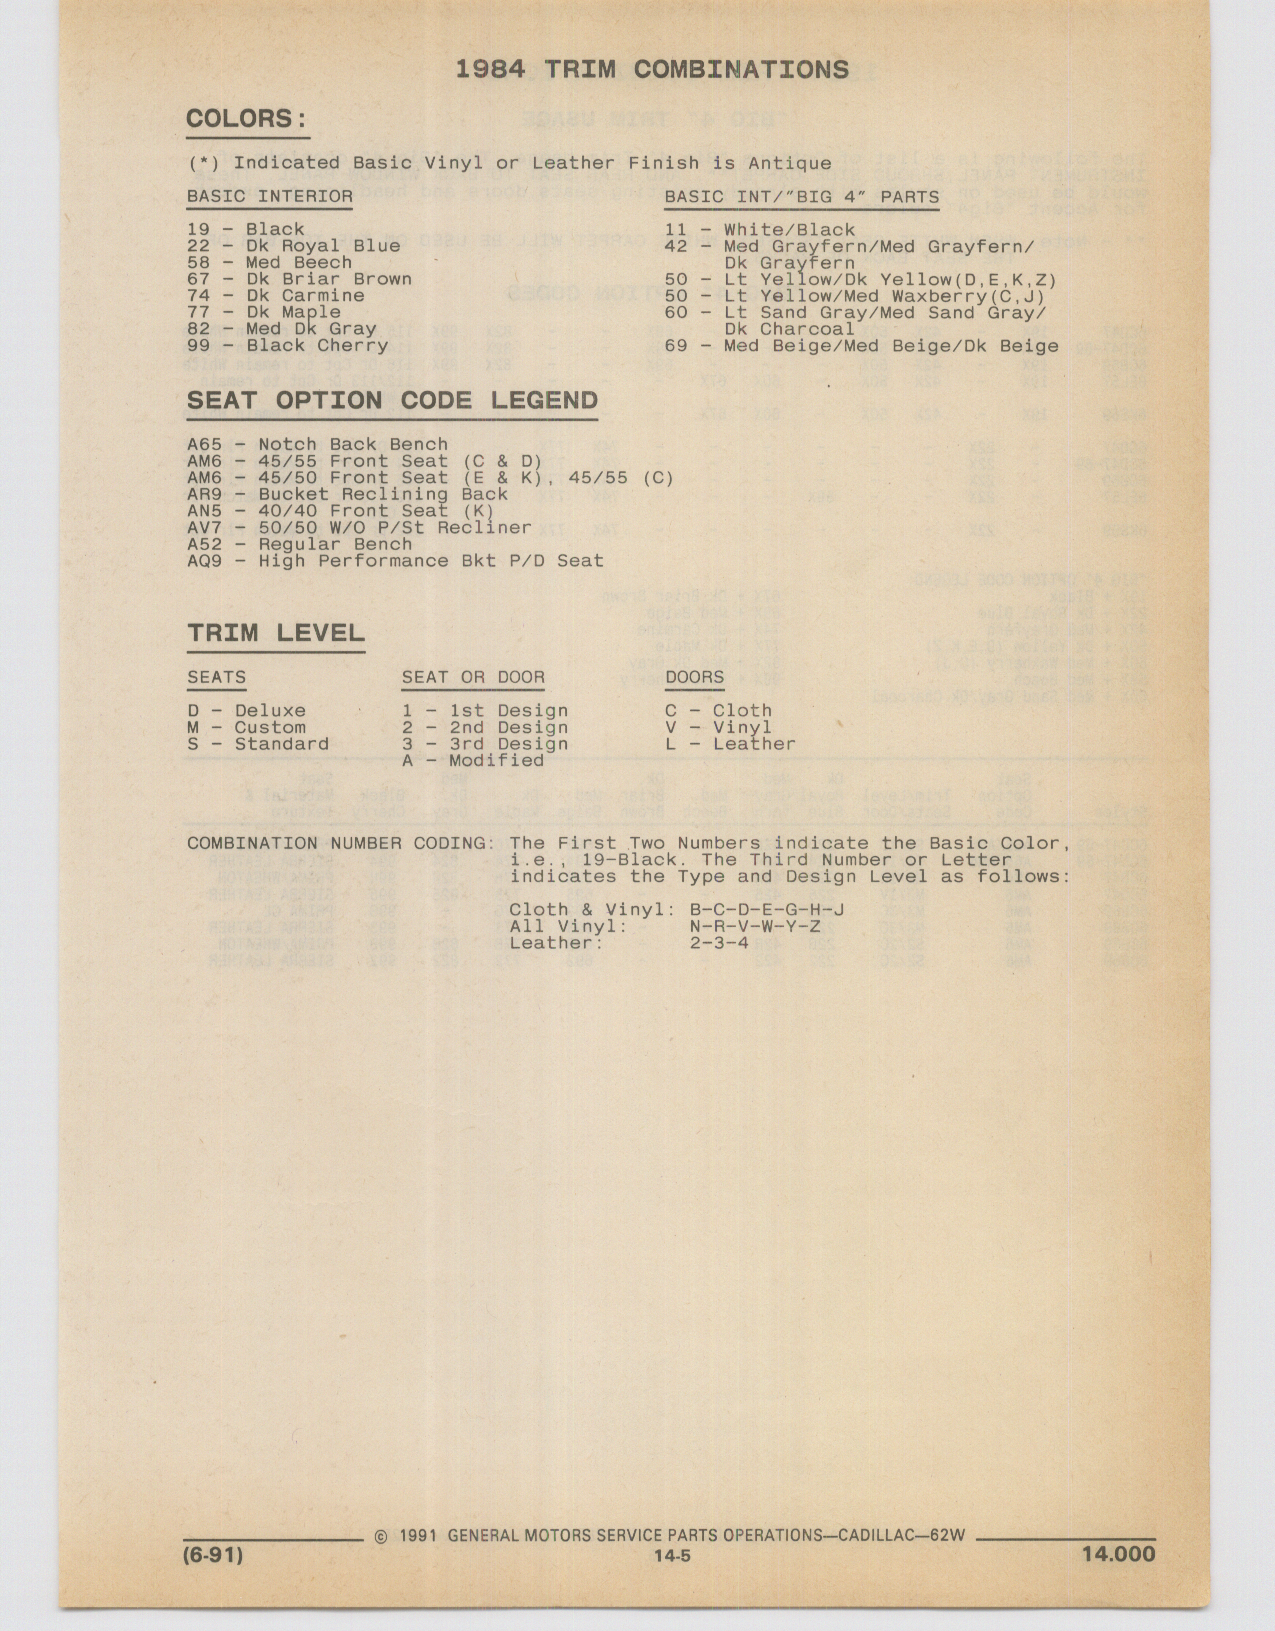 1984 TRIM COMBINATIONS
COLORS:
(*) Indicated Basic Vinyl or Leather Finish is Antique
BASIC INTERIOR
19 - Black
22 - Dk Royal Blue
58 - Med Beech
67 - Dk Briar Brown
74 - Dk Carmine
77 - Dk Maple
82 - Med Dk Gray
99 - Black Cherry
BASIC INT/"BIG 4" PARTS
11 - White/Black
42 - Med Grayfern/Med Grayfern/
Dk Grayfern
50 - Lt Yellow/Dk Yellow(D,E,K,Z)
50 - Lt Yellow/Med Waxberry(C,J)
60 - Lt Sand Gray/Med Sand Gray/
Dk Charcoal
69 - Med Beige/Med Beige/Dk Beige
SEAT OPTION CODE LEGEND
A65 - Notch Back Bench
AM6 - 45/55 Front Seat (C & D)
AM6 - 45/50 Front Seat (E & K), 45/55 (C)
AR9 - Bucket Reclining Back
AN5 - 40/40 Front Seat (K)
AV7 - 50/50 W/O P/St Recliner
A52 - Regular Bench
AQ9 - High Performance Bkt P/D Seat
TRIM LEVEL
SEATS
D - Deluxe
M - Custom
S - Standard
SEAT OR DOOR
1 - 1st Design
2 - 2nd Design
3 - 3rd Design
A - Modified
DOORS
C - Cloth
V - Vinyl
L - Leather
COMBINATION NUMBER CODING: The First Two Numbers indicate the Basic Color,
i.e., 19-Black. The Third Number or Letter
indicates the Type and Design Level as follows:
Cloth & Vinyl: B-C-D-E-G-H-J
All Vinyl: N-R-V-W-Y-Z
Leather: 2-3-4
© 1991 GENERAL MOTORS SERVICE PARTS OPERATIONS—CADILLAC—62W
(6-91) 14-5 14.000